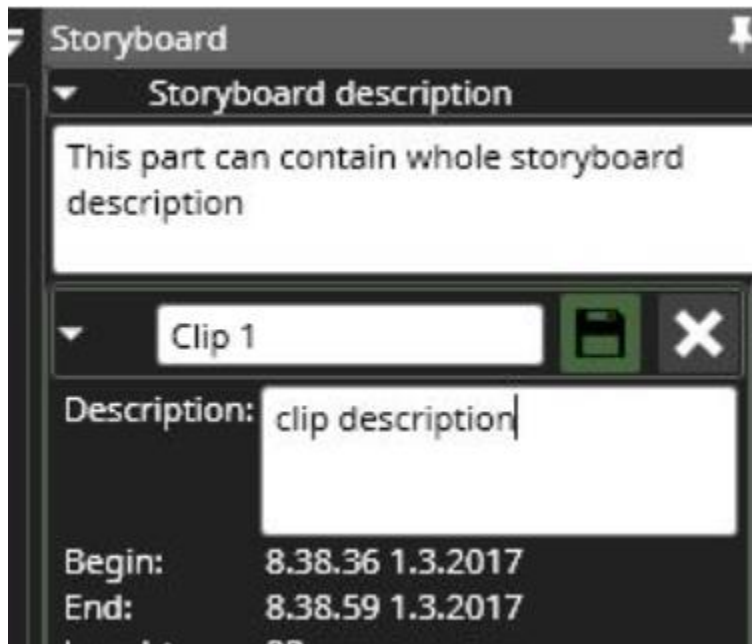 Storyboard
Storyboard description
This part can contain whole storyboard
description
Clip 1
Description: clip description
Begin: 8.38.36 1.3.2017
End: 8.38.59 1.3.2017